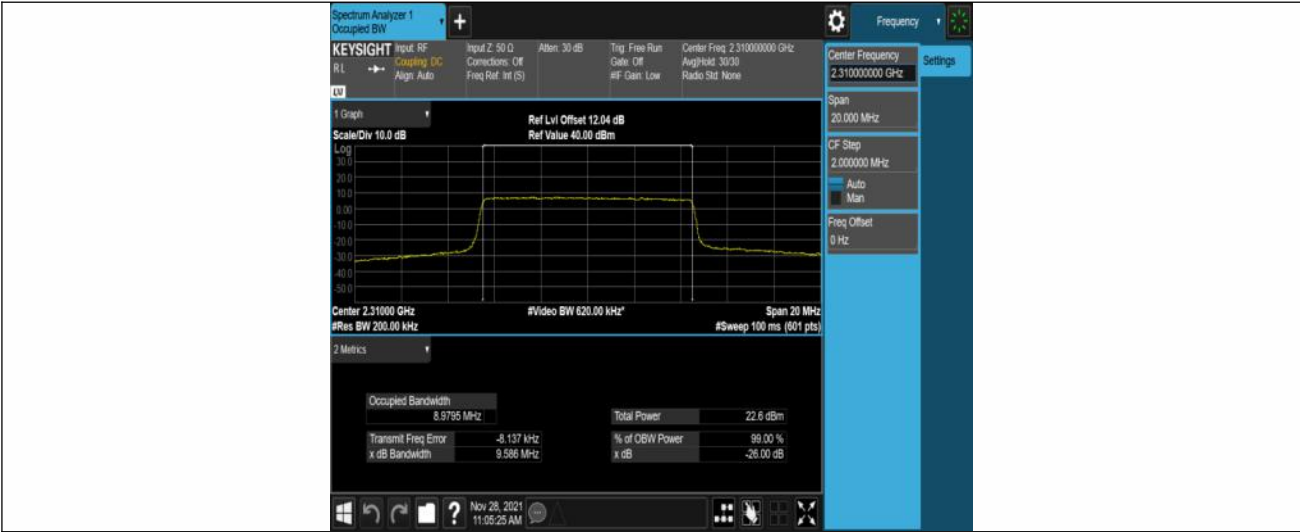 Spectrum Analyzer 1
Occupied BW
+
Frequency
KEYSIGHT
R L
Input: RF
Coupling: DC
Align: Auto
Input Z: 50 Ω
Corrections: Off
Freq Ref: Int (S)
Atten: 30 dB
Trig: Free Run
Gate: Off
#IF Gain: Low
Center Freq: 2.310000000 GHz
Avg|Hold: 30/30
Radio Std: None
1 Graph
Scale/Div 10.0 dB
Ref Lvl Offset 12.04 dB
Ref Value 40.00 dBm
Log
30.0
20.0
10.0
0.00
-10.0
-20.0
-30.0
-40.0
-50.0
Center 2.31000 GHz
#Res BW 200.00 kHz
#Video BW 620.00 kHz*
Span 20 MHz
#Sweep 100 ms (601 pts)
2 Metrics
Occupied Bandwidth
8.9795 MHz
Total Power 22.6 dBm
Transmit Freq Error -8.137 kHz
% of OBW Power 99.00 %
x dB Bandwidth 9.586 MHz
x dB -26.00 dB
?
Nov 28, 2021
11:05:25 AM
Center Frequency
2.310000000 GHz
Settings
Span
20.000 MHz
CF Step
2.000000 MHz
Auto
Man
Freq Offset
0 Hz